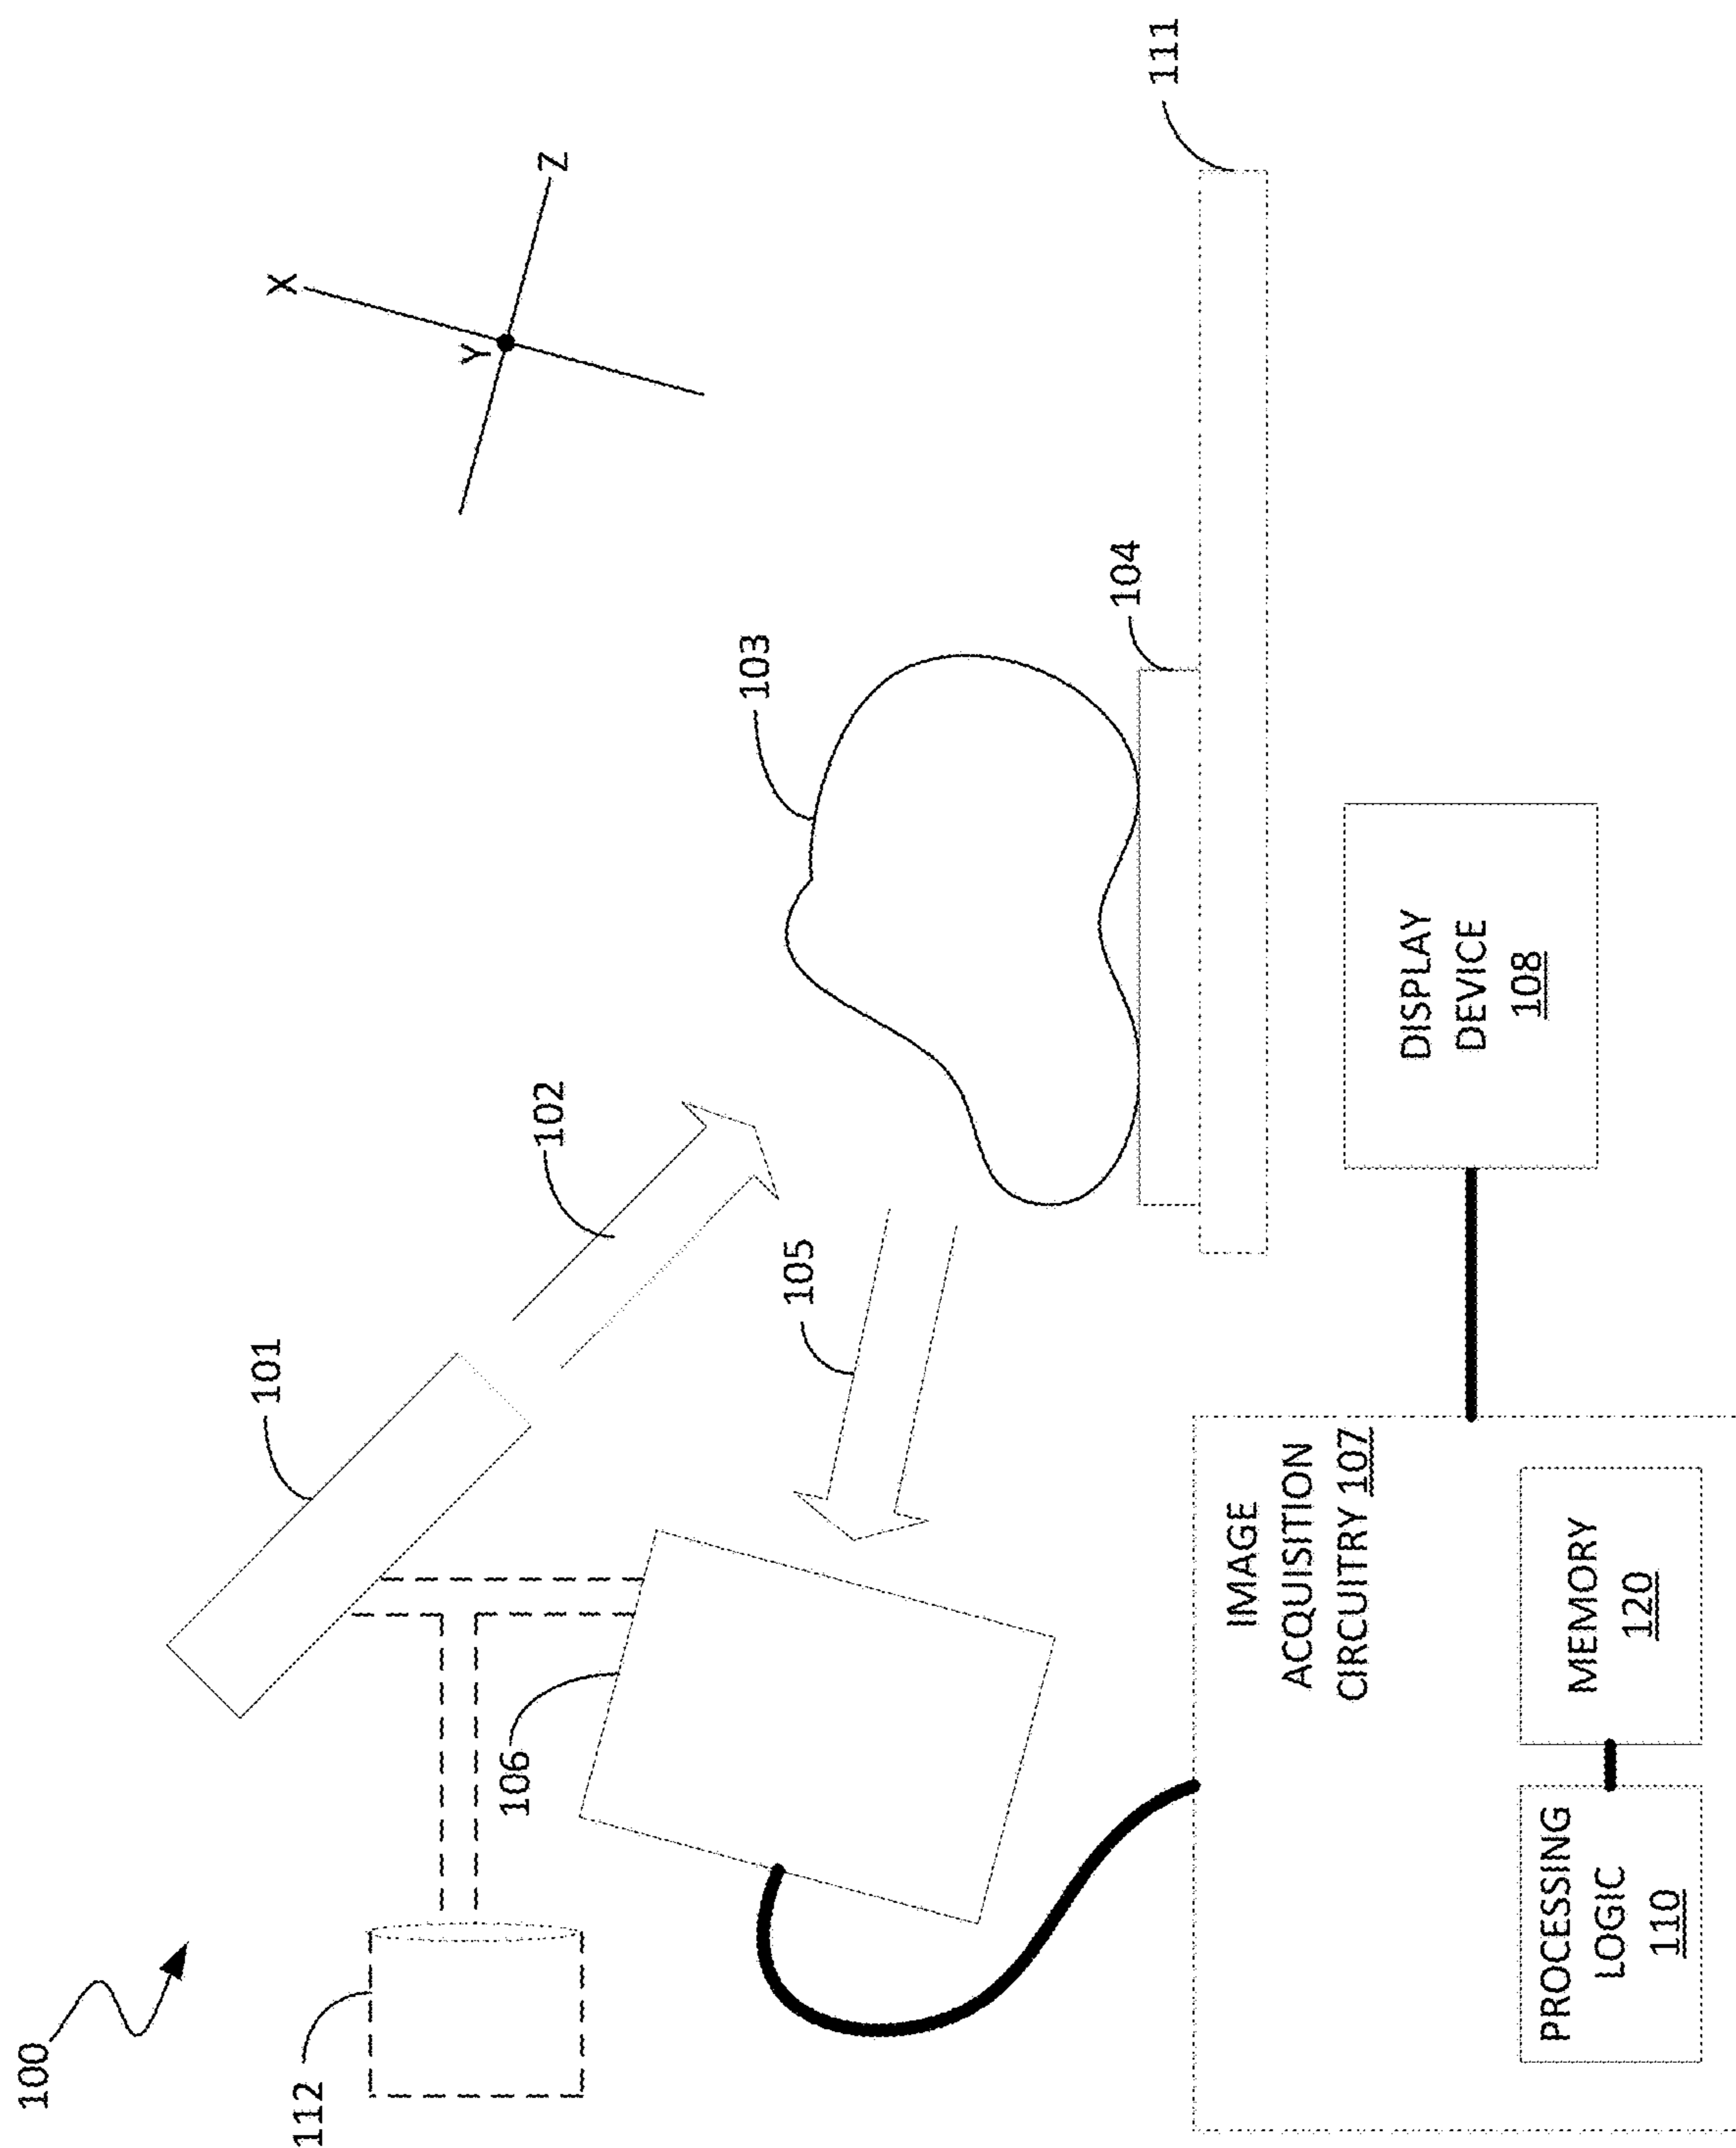 100
112
101
102
106
105
X
Y
Z
103
104
111
IMAGE
ACQUISITION
CIRCUITRY 107
PROCESSING
LOGIC
110
MEMORY
120
DISPLAY
DEVICE
108